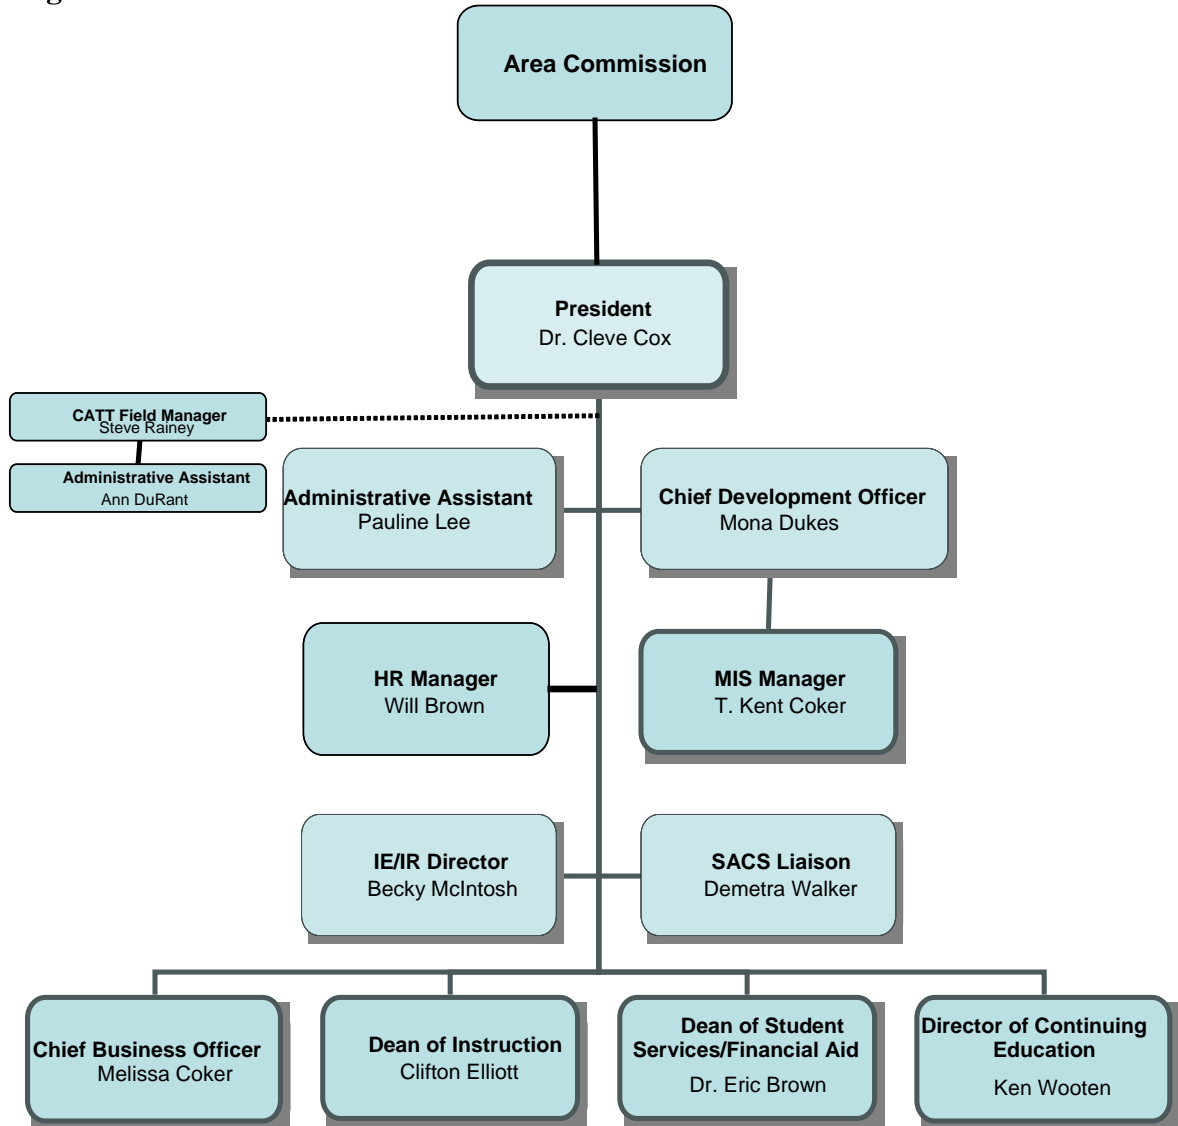 Area Commission
President
Dr. Cleve Cox
CATT Field Manager
Steve Rainey
Administrative Assistant
Ann DuRant
Administrative Assistant
Pauline Lee
Chief Development Officer
Mona Dukes
HR Manager
Will Brown
MIS Manager
T. Kent Coker
IE/IR Director
Becky McIntosh
SACS Liaison
Demetra Walker
Chief Business Officer
Melissa Coker
Dean of Instruction
Clifton Elliott
Dean of Student
Services/Financial Aid
Dr. Eric Brown
Director of Continuing
Education
Ken Wooten